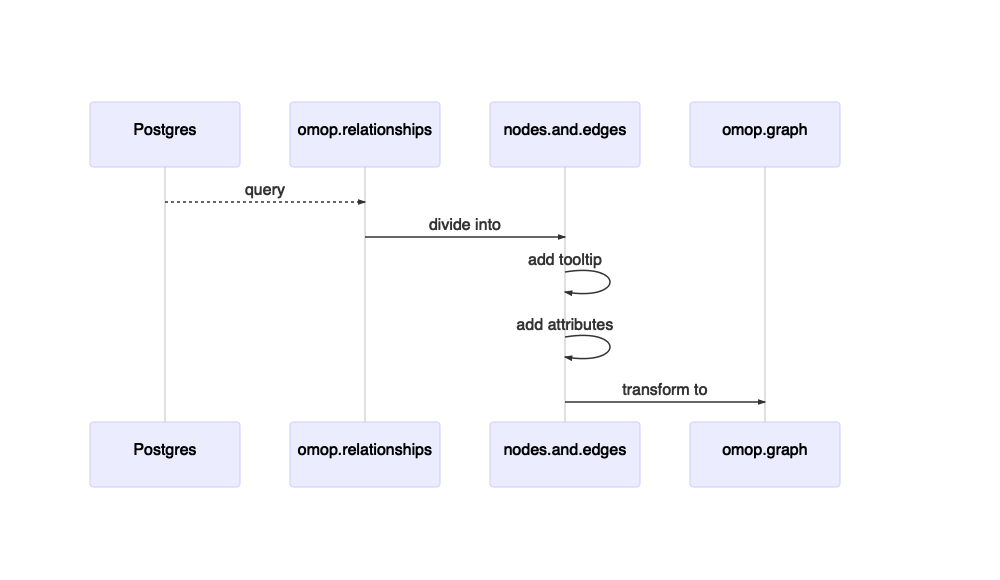 Postgres
omop.relationships
nodes.and.edges
omop.graph
query
divide into
add tooltip
add attributes
transform to
Postgres
omop.relationships
nodes.and.edges
omop.graph